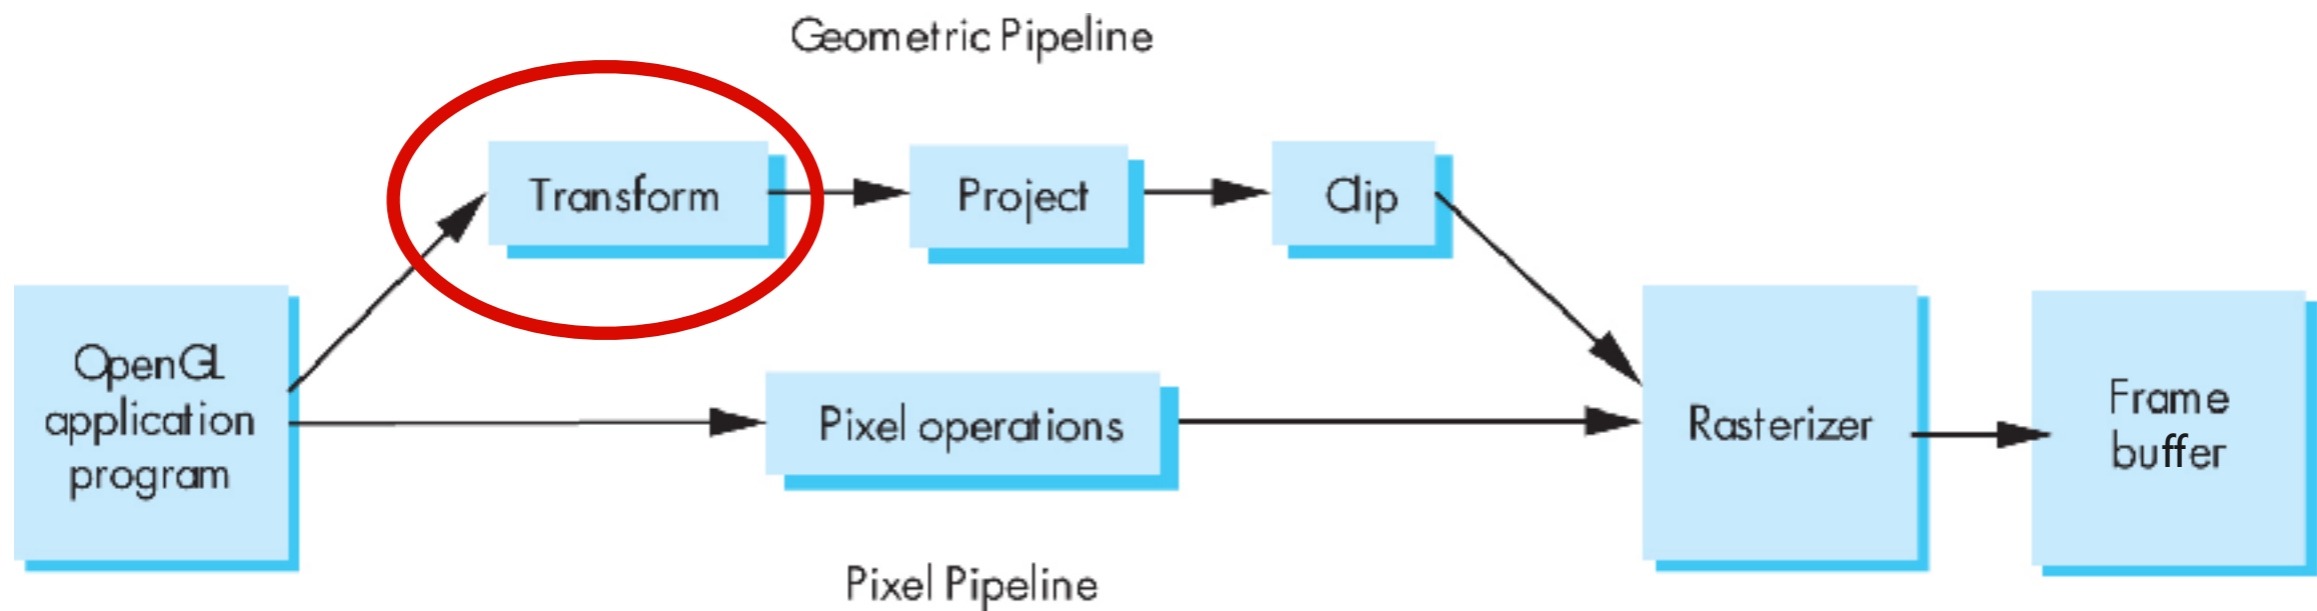 Geometric Pipeline
Transform
Project
Clip
OpenGL
application
program
Pixel operations
Rasterizer
Frame
buffer
Pixel Pipeline